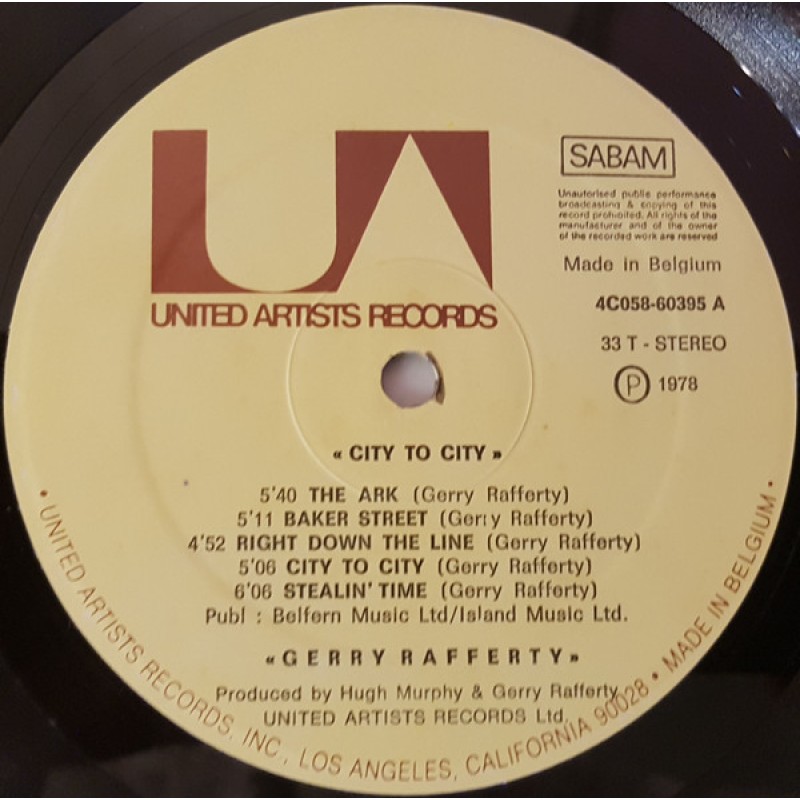 UA
UNITED ARTISTS RECORDS
SABAM
Unauthorised public performance
broadcasting & copying of this
record prohibited. All rights of the
manufacturer and of the owner
of the recorded work are reserved
Made in Belgium
4C058-60395 A
33 T - STEREO
Ⓟ 1978
« CITY TO CITY »
5'40 THE ARK (Gerry Rafferty)
5'11 BAKER STREET (Gerry Rafferty)
4'52 RIGHT DOWN THE LINE (Gerry Rafferty)
5'06 CITY TO CITY (Gerry Rafferty)
6'06 STEALIN' TIME (Gerry Rafferty)
Publ : Belfern Music Ltd/Island Music Ltd.
« GERRY RAFFERTY »
Produced by Hugh Murphy & Gerry Rafferty
UNITED ARTISTS RECORDS Ltd.
• UNITED ARTISTS RECORDS, INC., LOS ANGELES, CALIFORNIA 90028 • MADE IN BELGIUM •